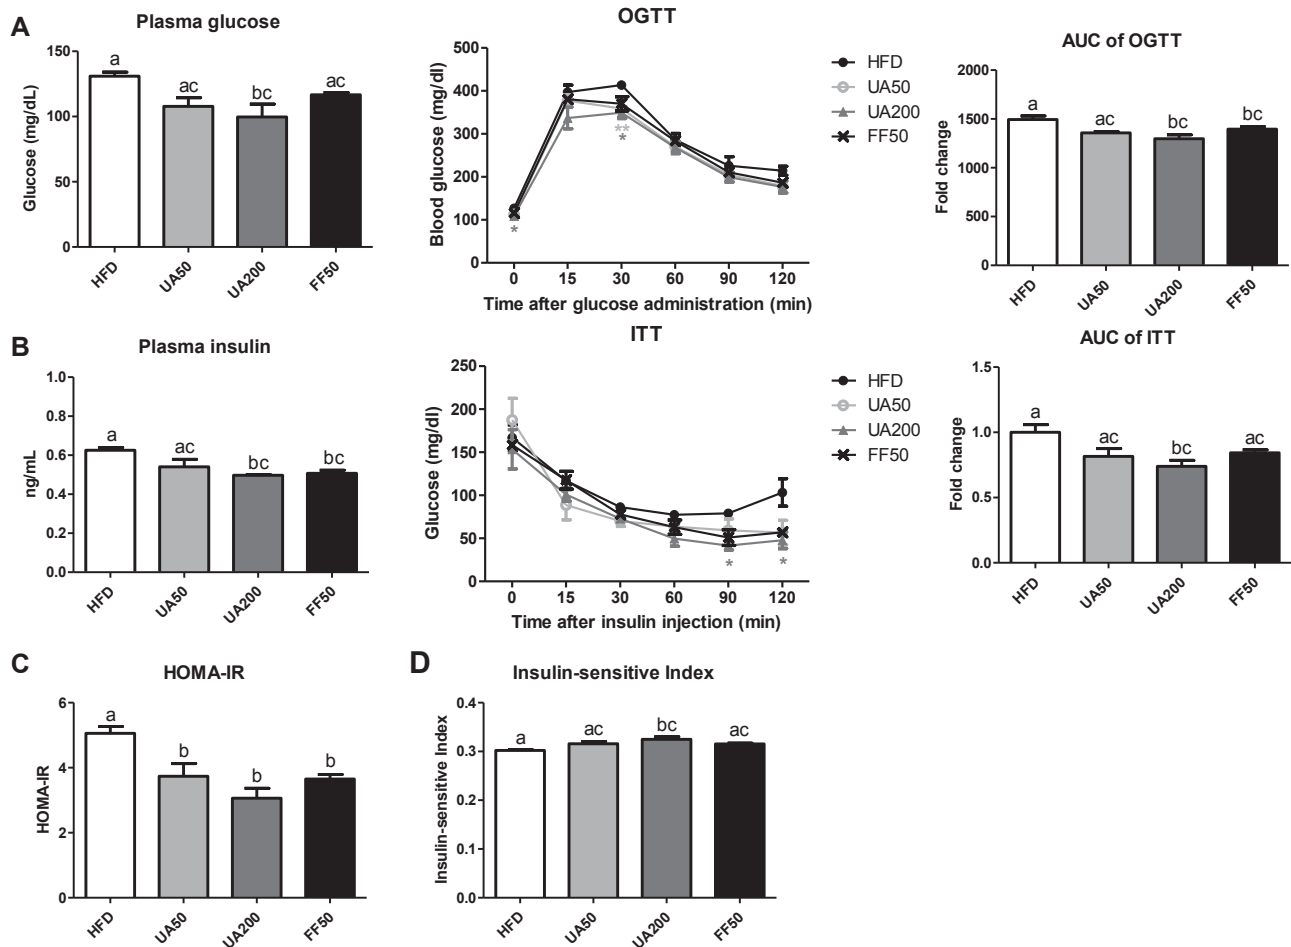 A
Plasma glucose
Glucose (mg/dL)
150
100
50
0
a
ac
bc
ac
HFD
UA50
UA200
FF50
OGTT
Blood glucose (mg/dl)
500
400
300
200
100
0
*
**
*
0
15
30
60
90
120
Time after glucose administration (min)
HFD
UA50
UA200
FF50
AUC of OGTT
Fold change
2000
1500
1000
500
0
a
ac
bc
bc
HFD
UA50
UA200
FF50
B
Plasma insulin
ng/mL
1.0
0.8
0.6
0.4
0.2
0.0
a
ac
bc
bc
HFD
UA50
UA200
FF50
ITT
Glucose (mg/dl)
250
200
150
100
50
0
*
*
0
15
30
60
90
120
Time after insulin injection (min)
HFD
UA50
UA200
FF50
AUC of ITT
Fold change
1.5
1.0
0.5
0.0
a
ac
bc
ac
HFD
UA50
UA200
FF50
C
HOMA-IR
HOMA-IR
6
4
2
0
a
b
b
b
HFD
UA50
UA200
FF50
D
Insulin-sensitive Index
Insulin-sensitive Index
0.4
0.3
0.2
0.1
0.0
a
ac
bc
ac
HFD
UA50
UA200
FF50